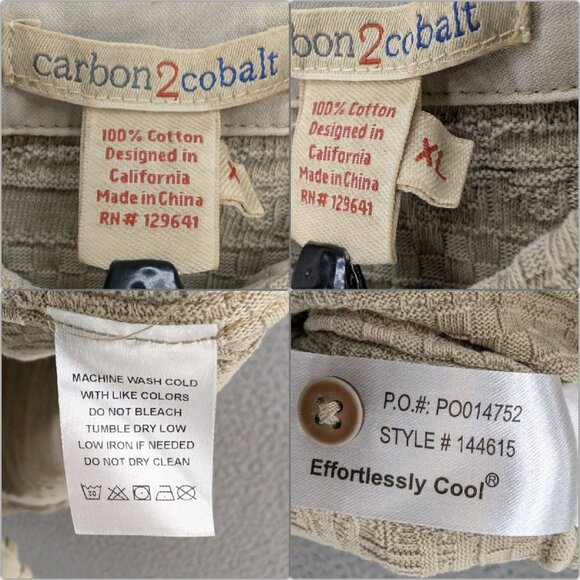 carbon2cobalt
100% Cotton
Designed in
California
Made in China
RN# 129641
bon2cobalt
100% Cotton
Designed in
California
Made in China
RN# 129641
XL
MACHINE WASH COLD
WITH LIKE COLORS
DO NOT BLEACH
TUMBLE DRY LOW
LOW IRON IF NEEDED
DO NOT DRY CLEAN
30
P.O.#: PO014752
STYLE # 144615
Effortlessly Cool®